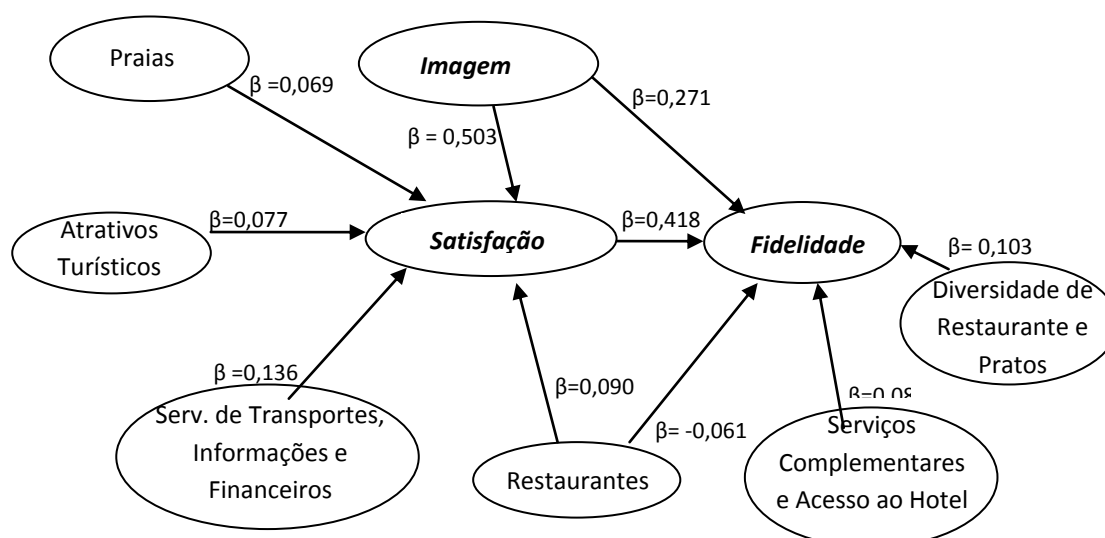 Praias
Imagem
β =0,069
β=0,271
β = 0,503
Atrativos
Turísticos
β=0,077
Satisfação
β=0,418
Fidelidade
β= 0,103
Diversidade de
Restaurante e
Pratos
β =0,136
Serv. de Transportes,
Informações e
Financeiros
β=0,090
β= -0,061
Restaurantes
Serviços
Complementares
e Acesso ao Hotel